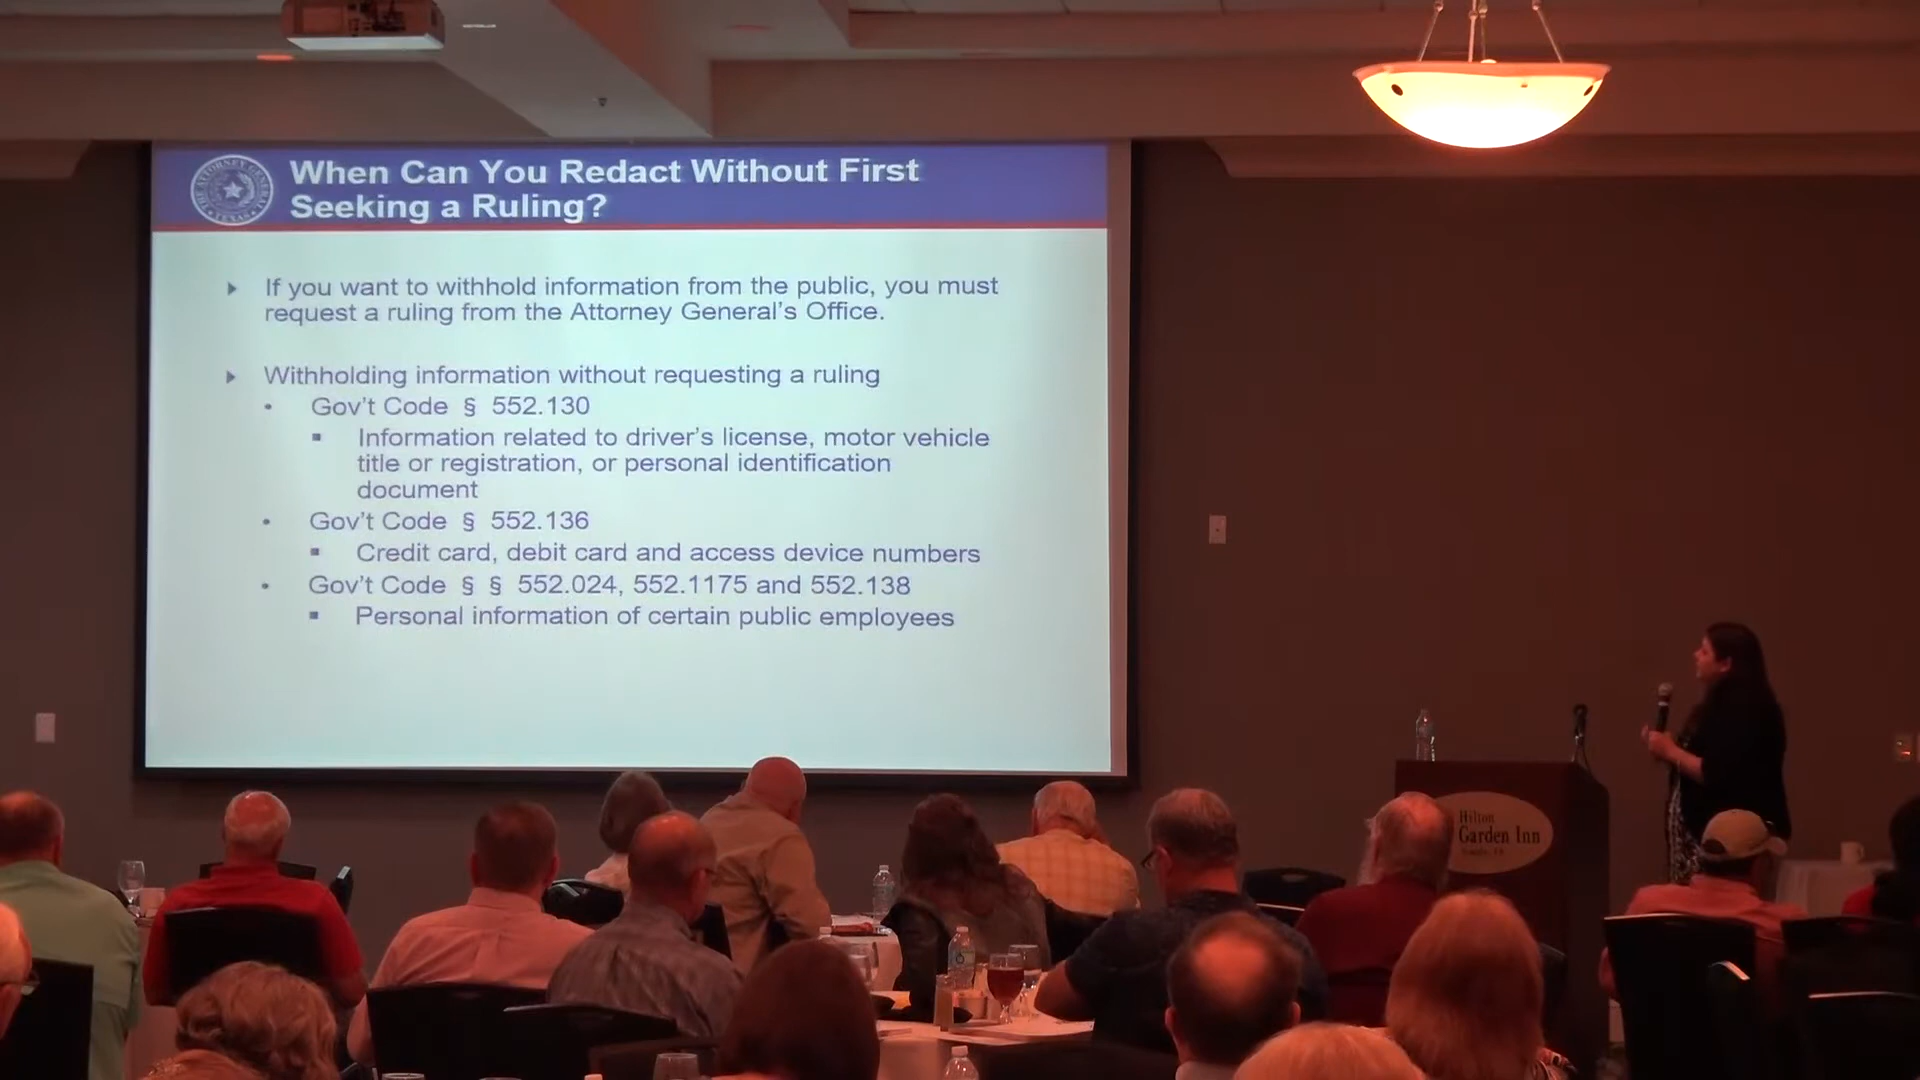 When Can You Redact Without First
Seeking a Ruling?
If you want to withhold information from the public, you must
request a ruling from the Attorney General's Office.
Withholding information without requesting a ruling
Gov't Code § 552.130
Information related to driver's license, motor vehicle
title or registration, or personal identification
document
Gov't Code § 552.136
Credit card, debit card and access device numbers
Gov't Code § § 552.024, 552.1175 and 552.138
Personal information of certain public employees
Hilton
Garden Inn